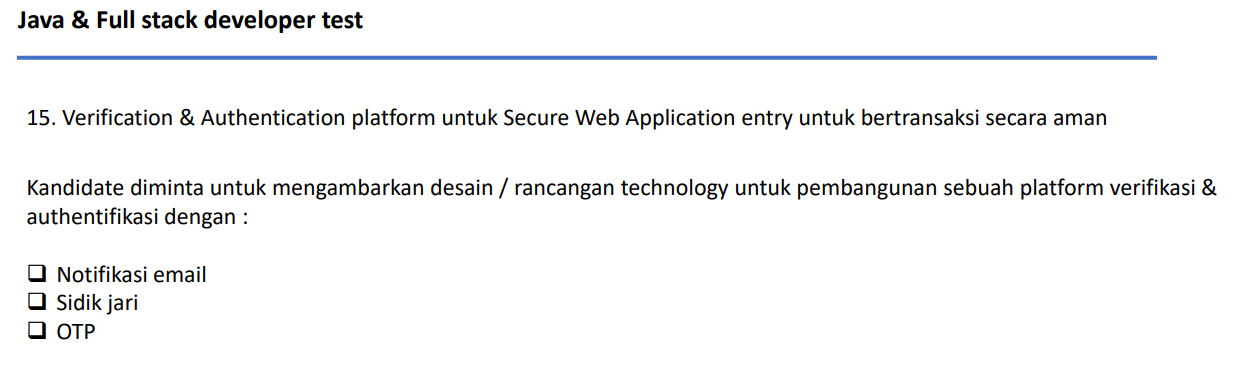 Java & Full stack developer test
15. Verification & Authentication platform untuk Secure Web Application entry untuk bertransaksi secara aman
Kandidate diminta untuk mengambarkan desain / rancangan technology untuk pembangunan sebuah platform verifikasi &
authentifikasi dengan :
❑ Notifikasi email
❑ Sidik jari
❑ OTP